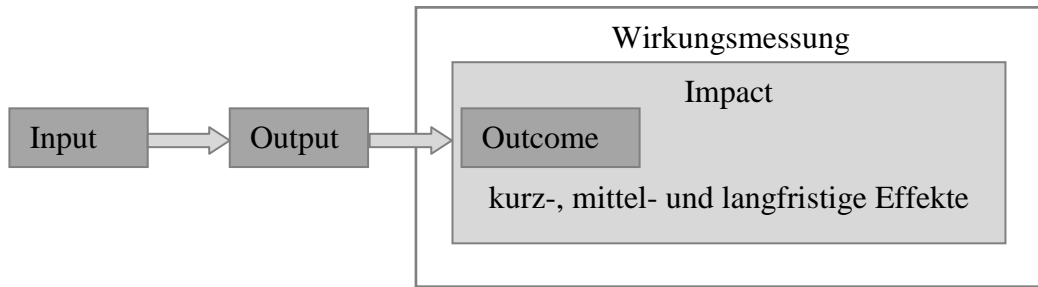 Wirkungsmessung
Impact
Input
Output
Outcome
kurz-, mittel- und langfristige Effekte